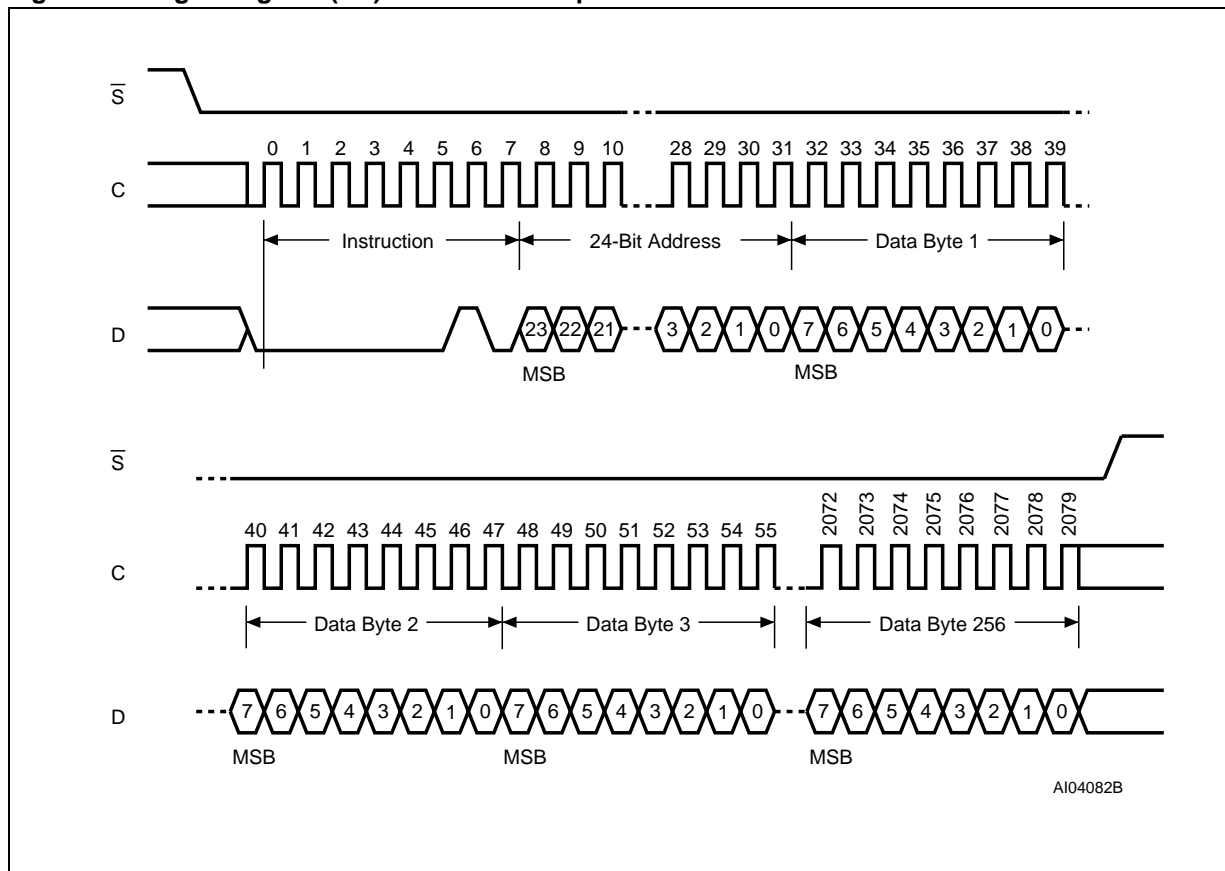 S
0 1 2 3 4 5 6 7 8 9 10 28 29 30 31 32 33 34 35 36 37 38 39
C
Instruction 24-Bit Address Data Byte 1
D 23 22 21 3 2 1 0 7 6 5 4 3 2 1 0
MSB MSB
S
2072 2073 2074 2075 2076 2077 2078 2079
40 41 42 43 44 45 46 47 48 49 50 51 52 53 54 55
C
Data Byte 2 Data Byte 3 Data Byte 256
D 7 6 5 4 3 2 1 0 7 6 5 4 3 2 1 0 7 6 5 4 3 2 1 0
MSB MSB MSB
AI04082B